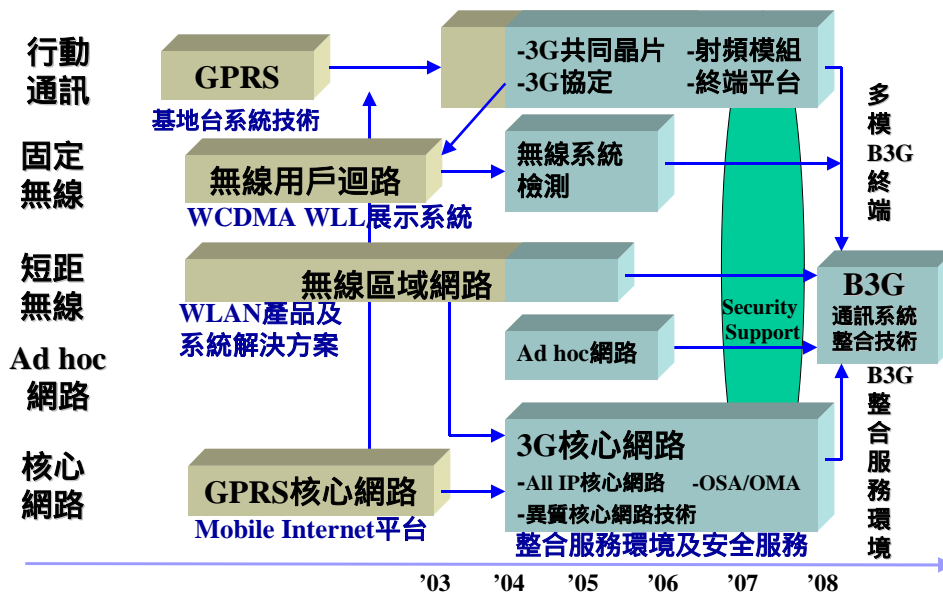 行動
通訊
GPRS
基地台系統技術
-3G共同晶片 -射頻模組
-3G協定 -終端平台
多
模
B3G
終
端
固定
無線
無線用戶迴路
WCDMA WLL展示系統
無線系統
檢測
短距
無線
無線區域網路
WLAN產品及
系統解決方案
Security
Support
B3G
通訊系統
整合技術
Ad hoc
網路
Ad hoc網路
B3G
整
合
服
務
環
境
核心
網路
GPRS核心網路
Mobile Internet平台
3G核心網路
-All IP核心網路 -OSA/OMA
-異質核心網路技術
整合服務環境及安全服務
'03 '04 '05 '06 '07 '08